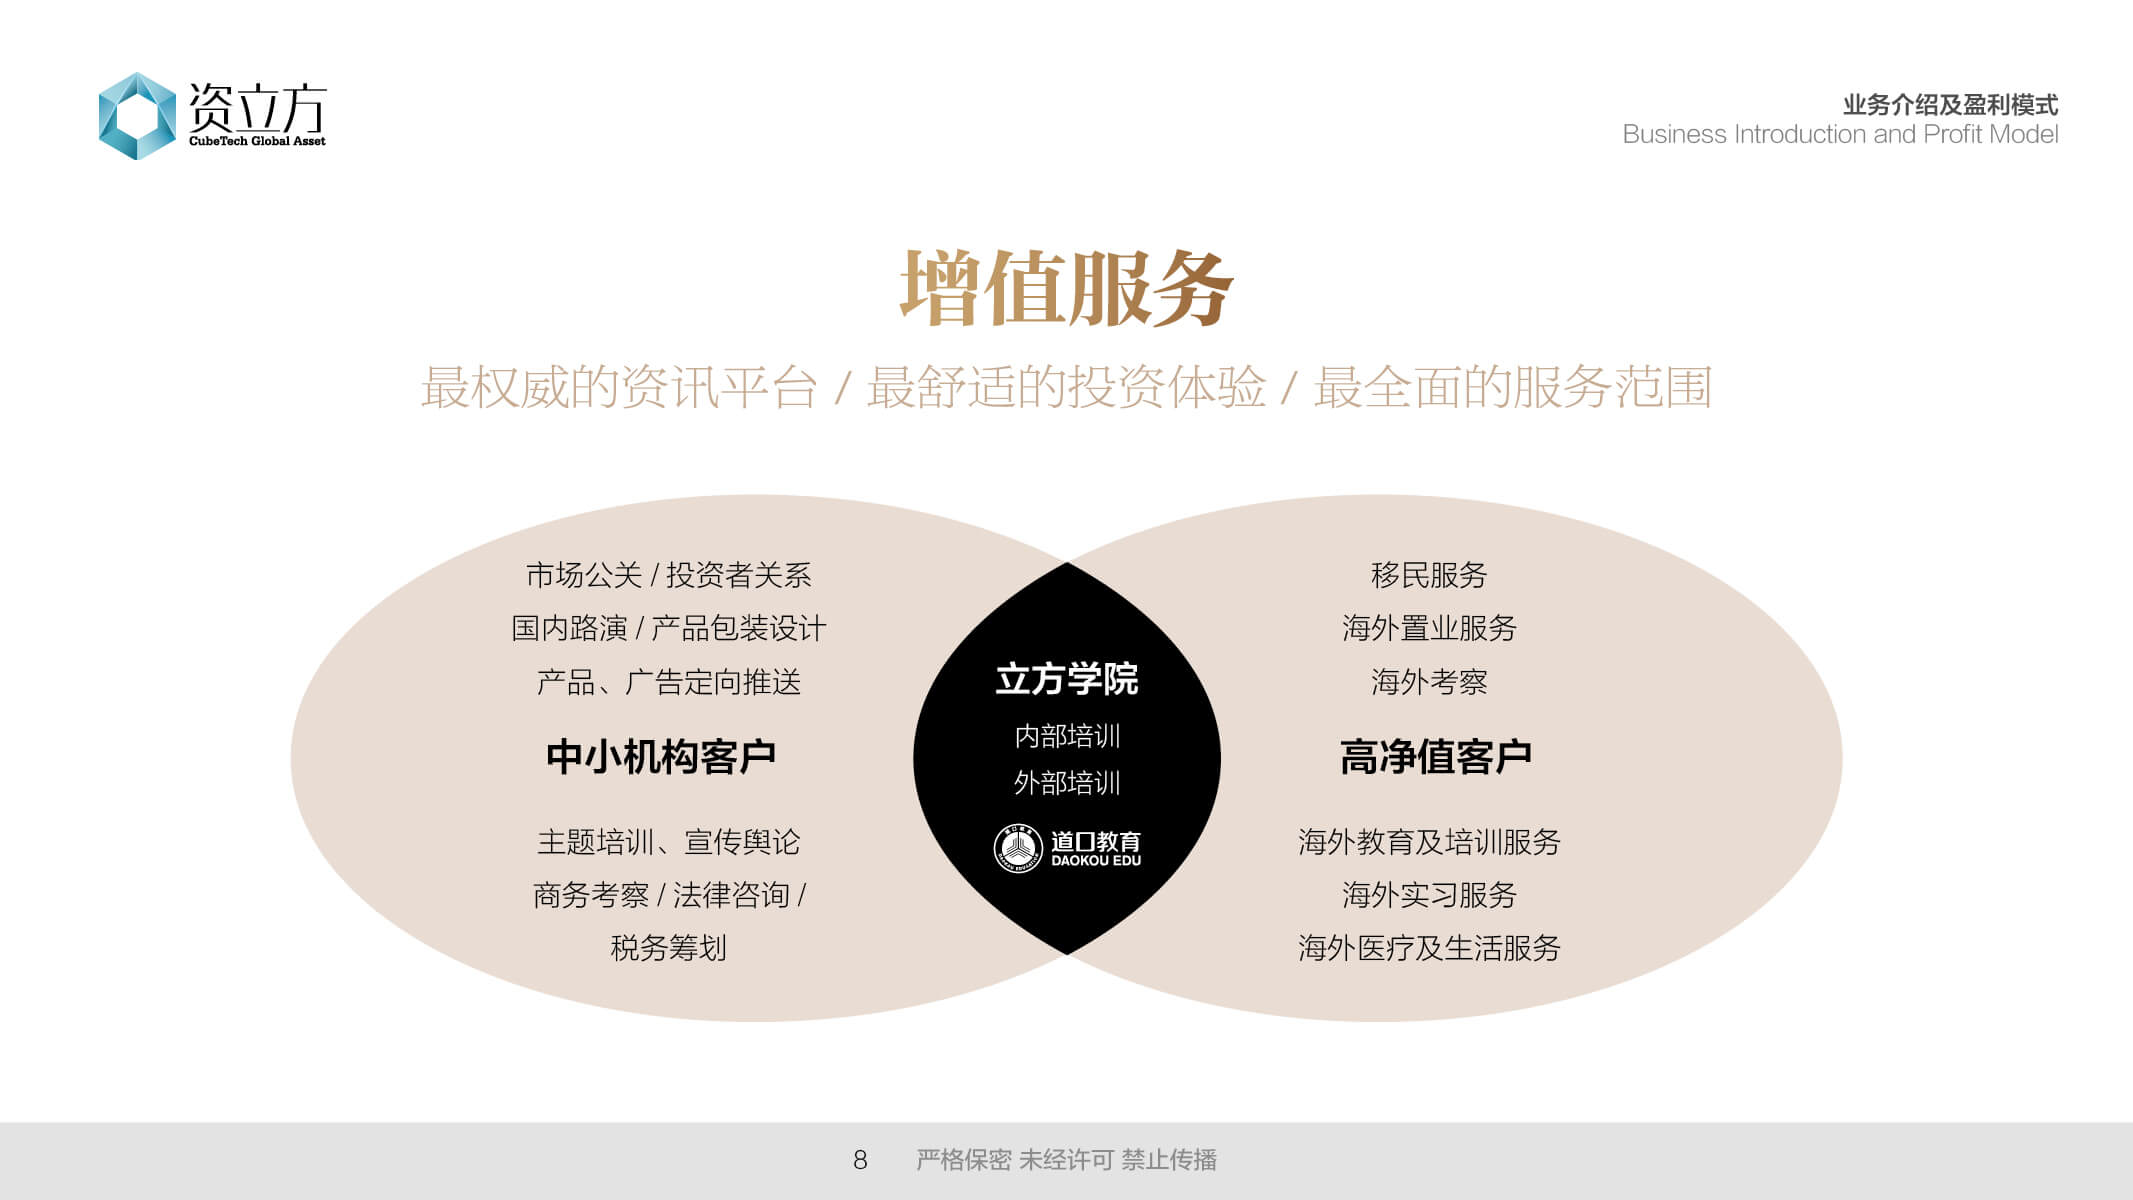 资立方
CubeTech Global Asset
业务介绍及盈利模式
Business Introduction and Profit Model
增值服务
最权威的资讯平台 / 最舒适的投资体验 / 最全面的服务范围
市场公关 / 投资者关系
国内路演 / 产品包装设计
产品、广告定向推送
中小机构客户
主题培训、宣传舆论
商务考察 / 法律咨询 /
税务筹划
立方学院
内部培训
外部培训
道口教育
DAOKOU EDU
移民服务
海外置业服务
海外考察
高净值客户
海外教育及培训服务
海外实习服务
海外医疗及生活服务
8 严格保密 未经许可 禁止传播